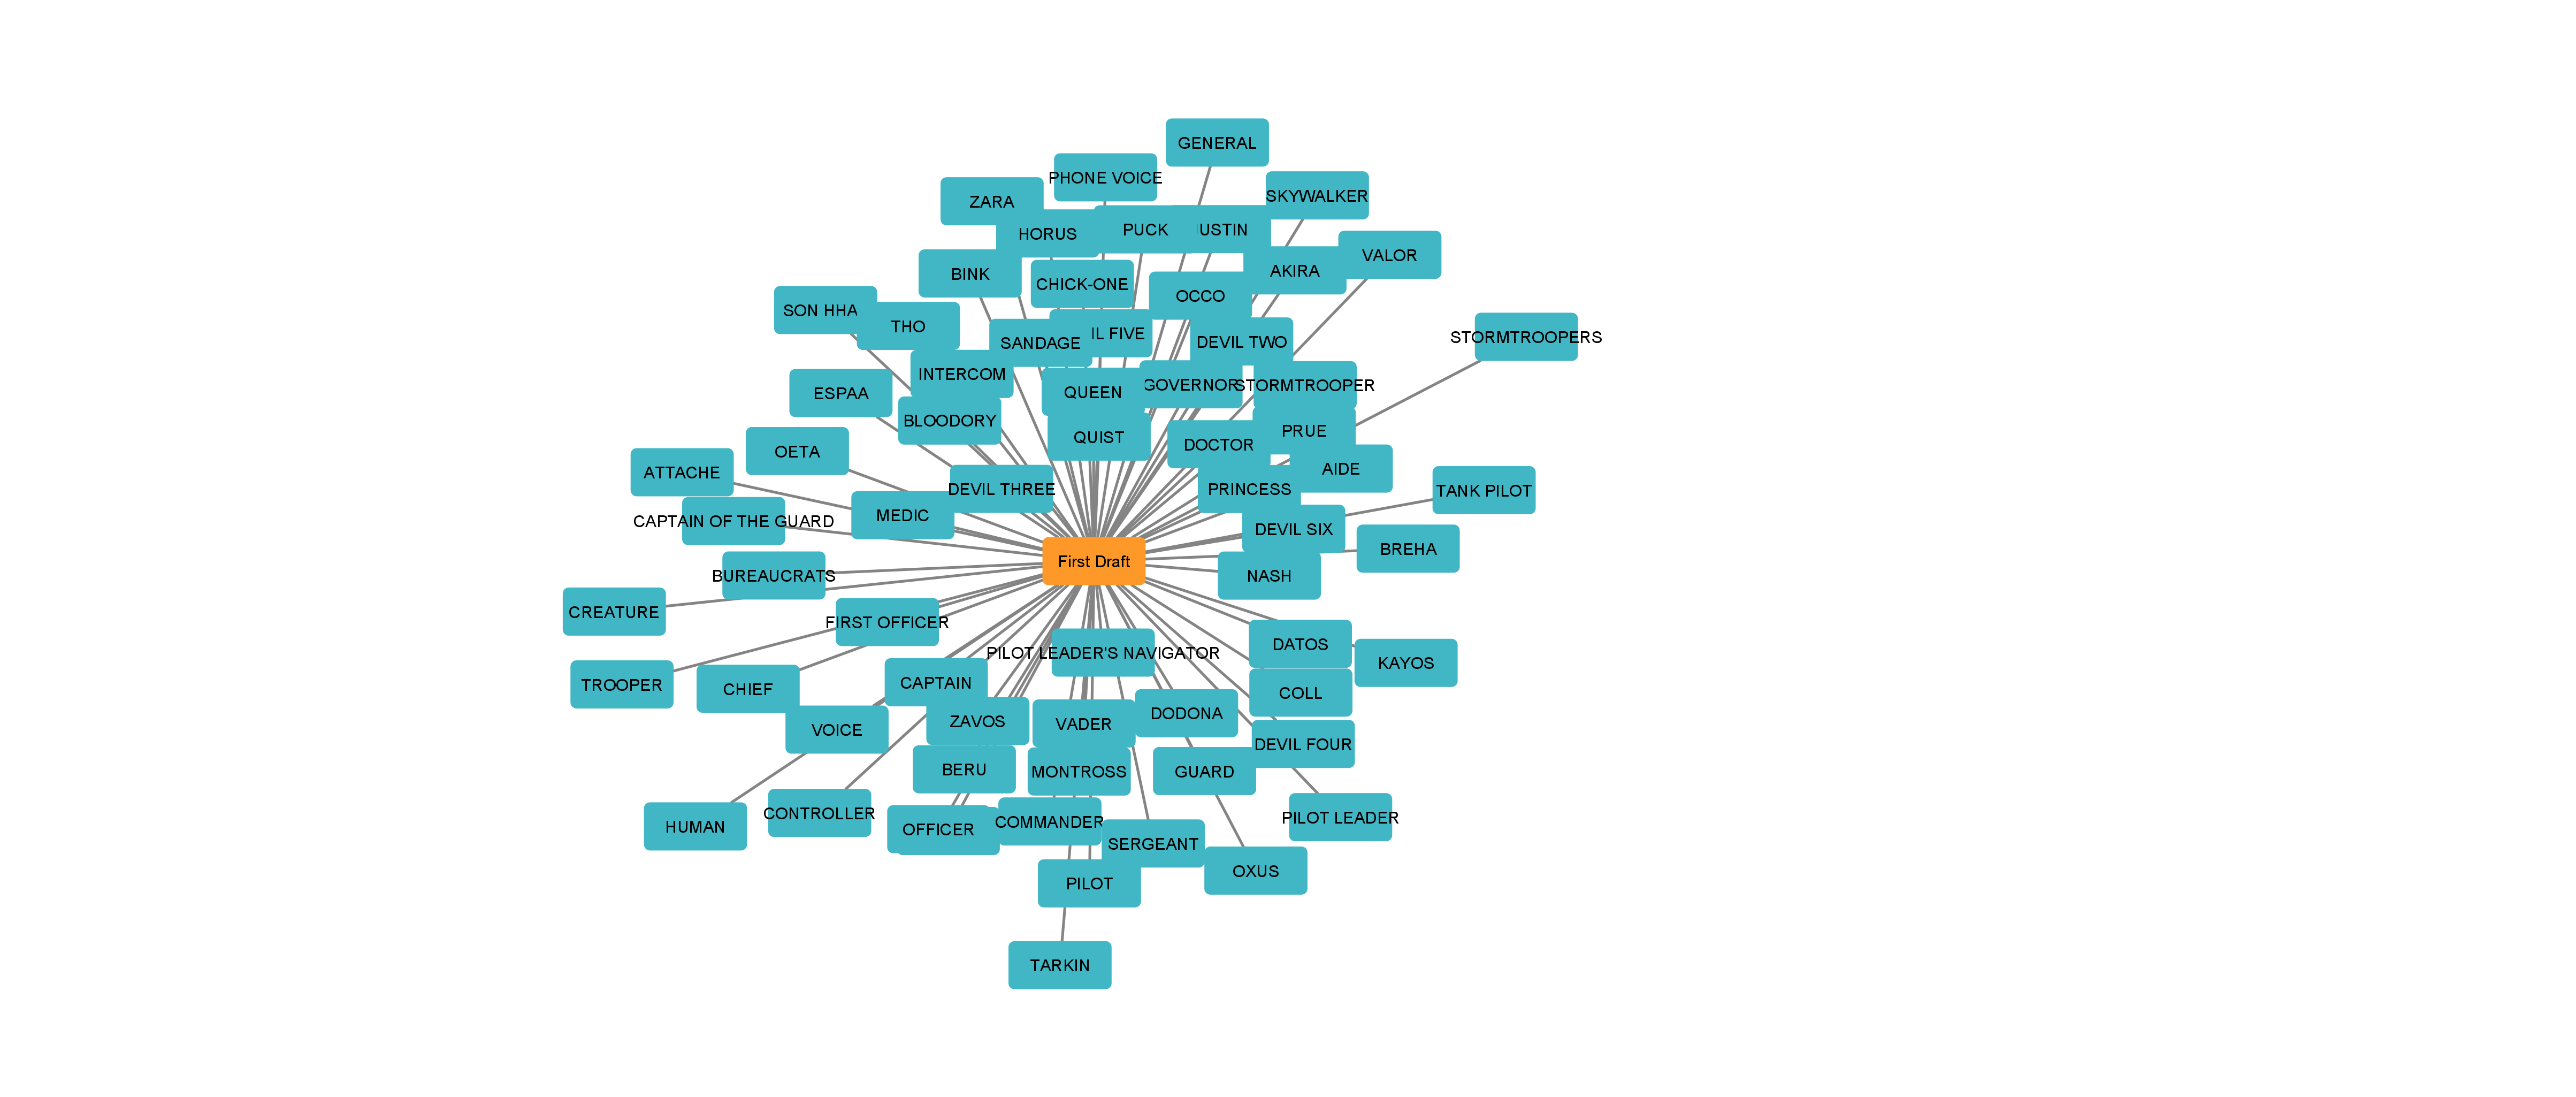 GENERAL
PHONE VOICE
SKYWALKER
ZARA
PUCK
USTIN
HORUS
VALOR
AKIRA
BINK
CHICK-ONE
OCCO
SON HHA
THO
IL FIVE
STORMTROOPERS
DEVIL TWO
SANDAGE
INTERCOM
GOVERNOR
STORMTROOPER
QUEEN
ESPAA
BLOODORY
PRUE
QUIST
DOCTOR
OETA
AIDE
ATTACHE
DEVIL THREE
PRINCESS
TANK PILOT
MEDIC
CAPTAIN OF THE GUARD
DEVIL SIX
BREHA
First Draft
BUREAUCRATS
NASH
CREATURE
FIRST OFFICER
DATOS
PILOT LEADER'S NAVIGATOR
KAYOS
CAPTAIN
TROOPER
CHIEF
COLL
DODONA
ZAVOS
VADER
VOICE
DEVIL FOUR
BERU
MONTROSS
GUARD
CONTROLLER
PILOT LEADER
COMMANDER
HUMAN
OFFICER
SERGEANT
OXUS
PILOT
TARKIN